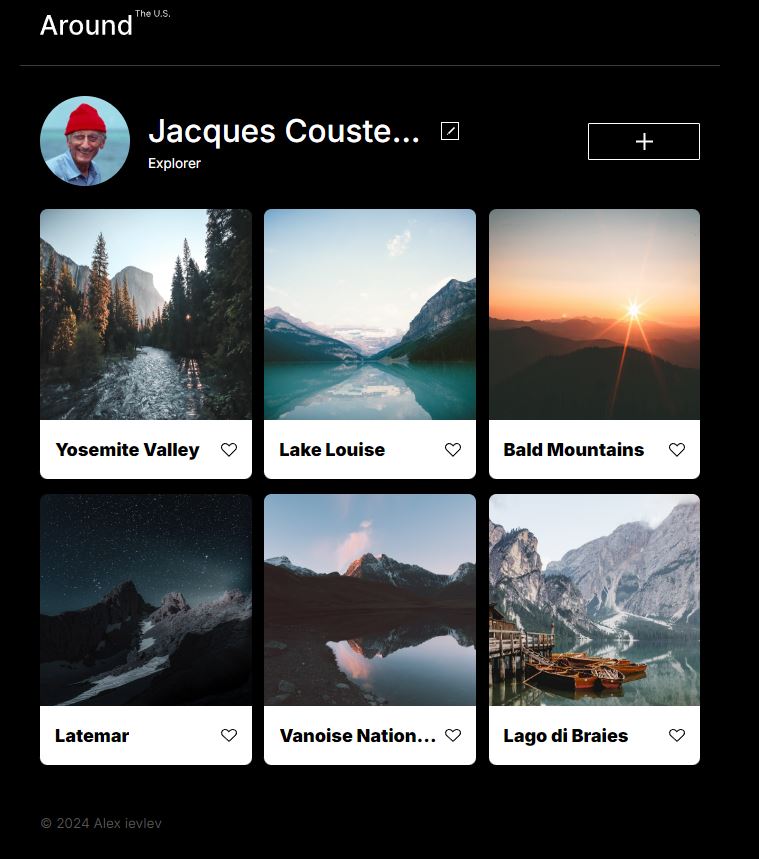 Around The U.S.
Jacques Couste...
Explorer
Yosemite Valley
Lake Louise
Bald Mountains
Latemar
Vanoise Nation...
Lago di Braies
© 2024 Alex ievlev